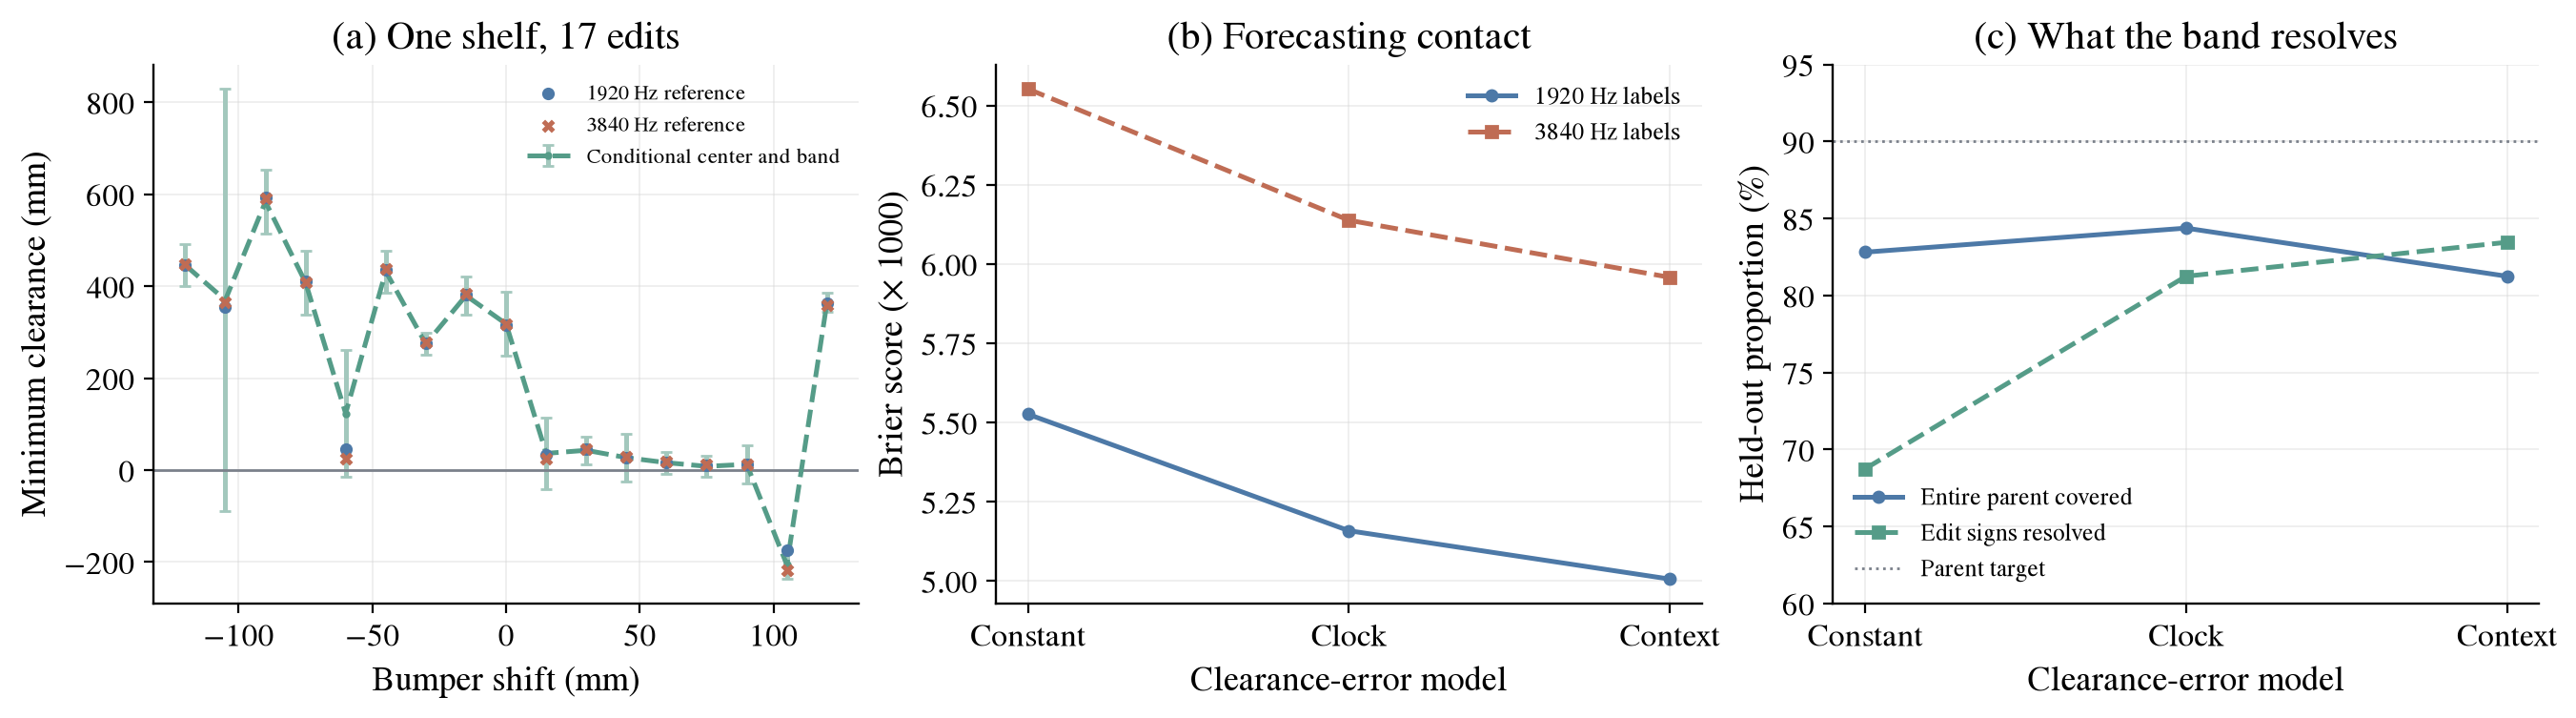 (a) One shelf, 17 edits
Minimum clearance (mm)
800
600
400
200
0
−200
1920 Hz reference
3840 Hz reference
Conditional center and band
−100
−50
0
50
100
Bumper shift (mm)
(b) Forecasting contact
Brier score (× 1000)
6.50
6.25
6.00
5.75
5.50
5.25
5.00
1920 Hz labels
3840 Hz labels
Constant
Clock
Context
Clearance-error model
(c) What the band resolves
Held-out proportion (%)
95
90
85
80
75
70
65
60
Entire parent covered
Edit signs resolved
Parent target
Constant
Clock
Context
Clearance-error model